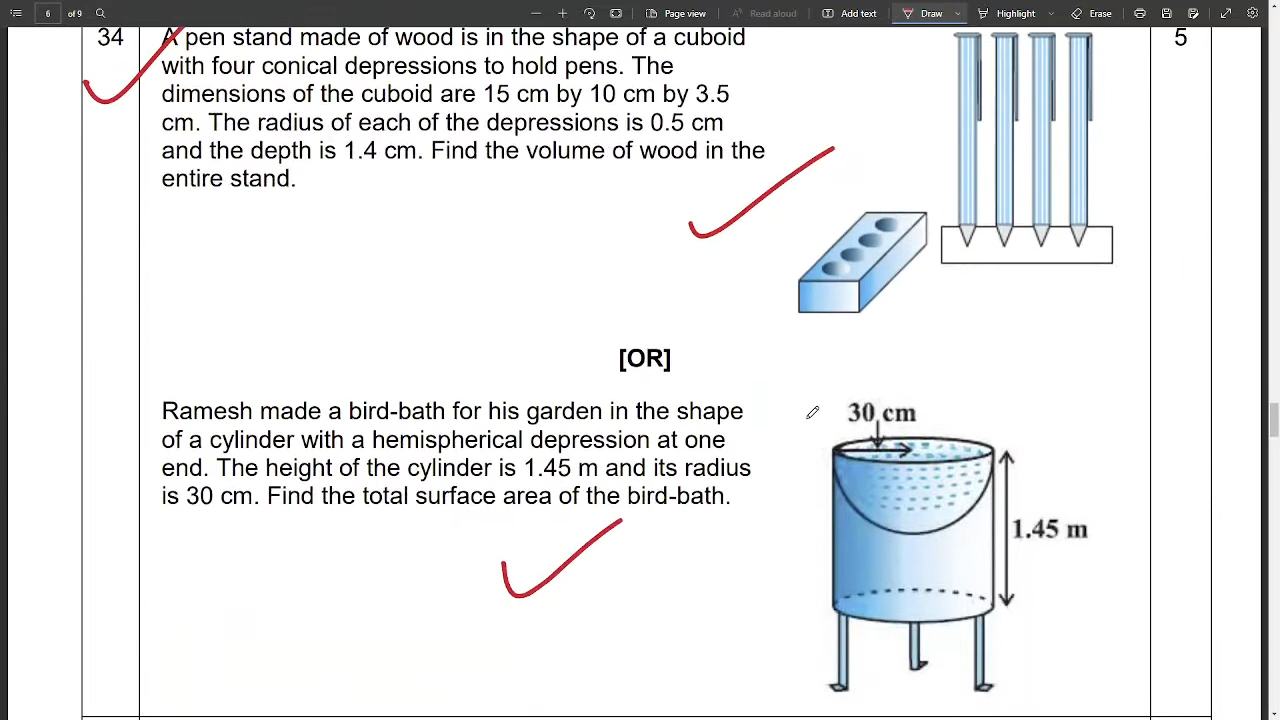 6 of 9
Page view
Read aloud
Add text
Draw
Highlight
Erase
34
A pen stand made of wood is in the shape of a cuboid
with four conical depressions to hold pens. The
dimensions of the cuboid are 15 cm by 10 cm by 3.5
cm. The radius of each of the depressions is 0.5 cm
and the depth is 1.4 cm. Find the volume of wood in the
entire stand.
5
[OR]
Ramesh made a bird-bath for his garden in the shape
of a cylinder with a hemispherical depression at one
end. The height of the cylinder is 1.45 m and its radius
is 30 cm. Find the total surface area of the bird-bath.
30 cm
1.45 m